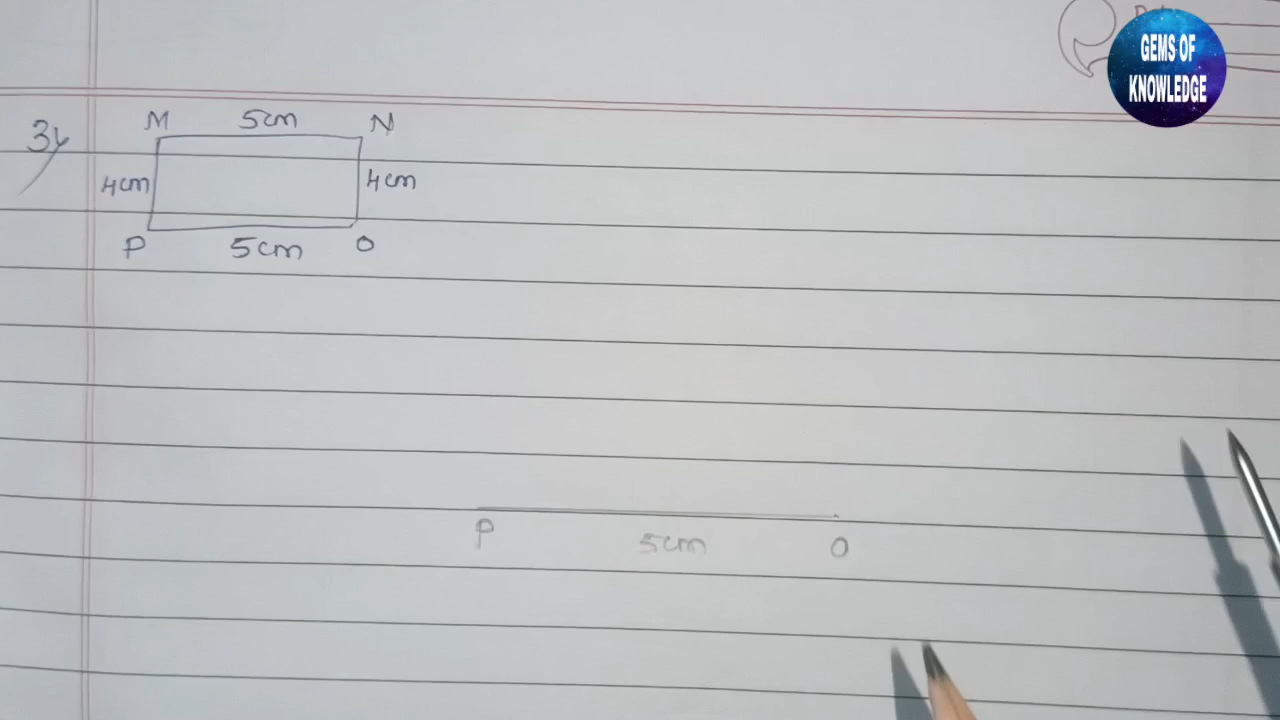 GEMS OF
KNOWLEDGE
3)
M 5cm N
4cm 4cm
P 5cm O
P 5cm O